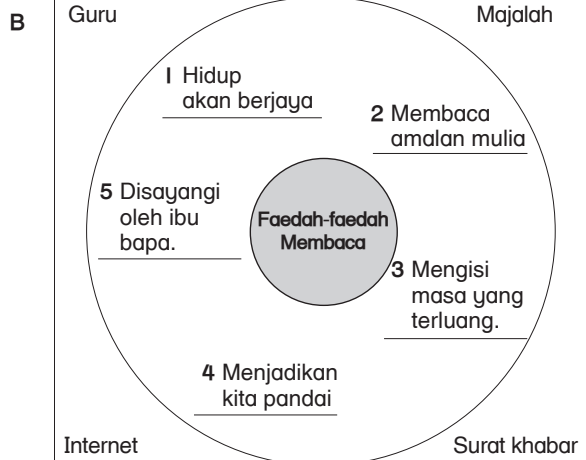 B
Guru
Majalah
1 Hidup
akan berjaya
2 Membaca
amalan mulia
5 Disayangi
oleh ibu
bapa.
Faedah-faedah
Membaca
3 Mengisi
masa yang
terluang.
4 Menjadikan
kita pandai
Internet
Surat khabar